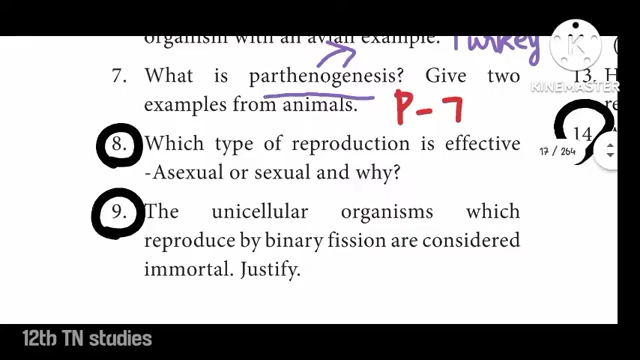 organism with an avian example. Turkey
7. What is parthenogenesis? Give two
examples from animals. P-7
8. Which type of reproduction is effective
-Asexual or sexual and why?
9. The unicellular organisms which
reproduce by binary fission are considered
immortal. Justify.
13. H
re
14.
17 / 264
K
KINEMASTER
12th TN studies